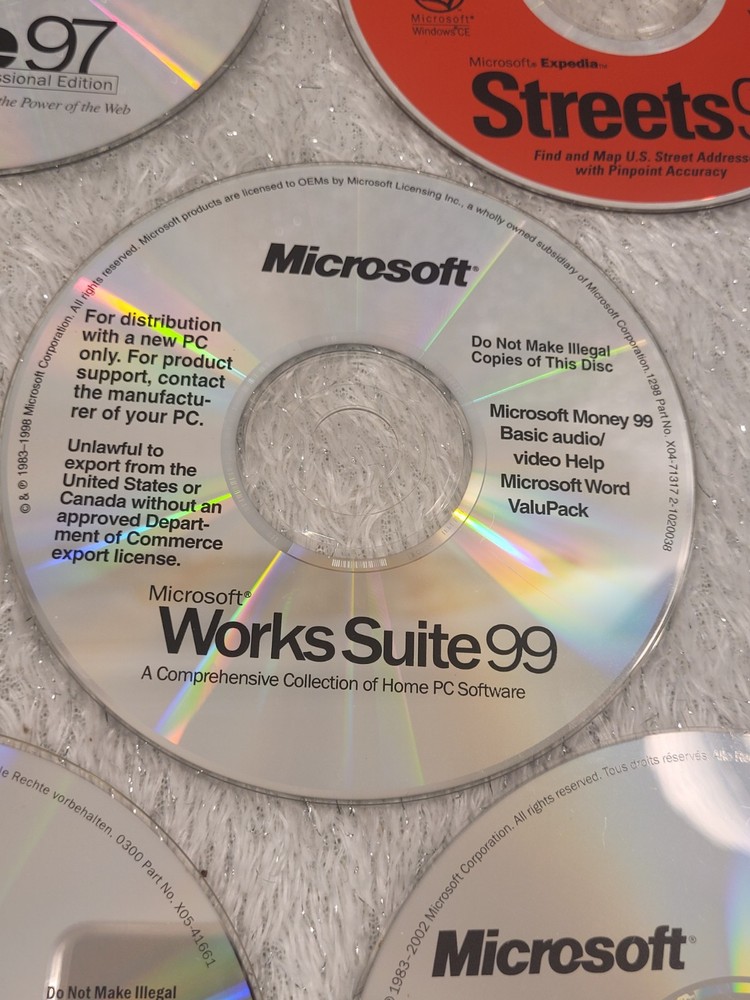 97
Edition
the Power of the Web
Microsoft®
Windows CE
Microsoft® Expedia™
Streets
Find and Map U.S. Street
with Pinpoint Accuracy
© & ℗ 1983–1998 Microsoft Corporation. All rights reserved. Microsoft products are licensed to OEMs by Microsoft Licensing Inc., a wholly owned subsidiary of Microsoft Corporation. 1298 Part No. X04-71317 2-1020038
Microsoft®
For distribution
with a new PC
only. For product
support, contact
the manufactu-
rer of your PC.
Unlawful to
export from the
United States or
Canada without an
approved Depart-
ment of Commerce
export license.
Do Not Make Illegal
Copies of This Disc
Microsoft Money 99
Basic audio/
video Help
Microsoft Word
ValuPack
Microsoft®
Works Suite 99
A Comprehensive Collection of Home PC Software
Rechte vorbehalten. 0300 Part No. X05-41661
Do Not Make Illegal
1983–2002 Microsoft Corporation. All rights reserved. Tous droits réservés.
Microsoft®